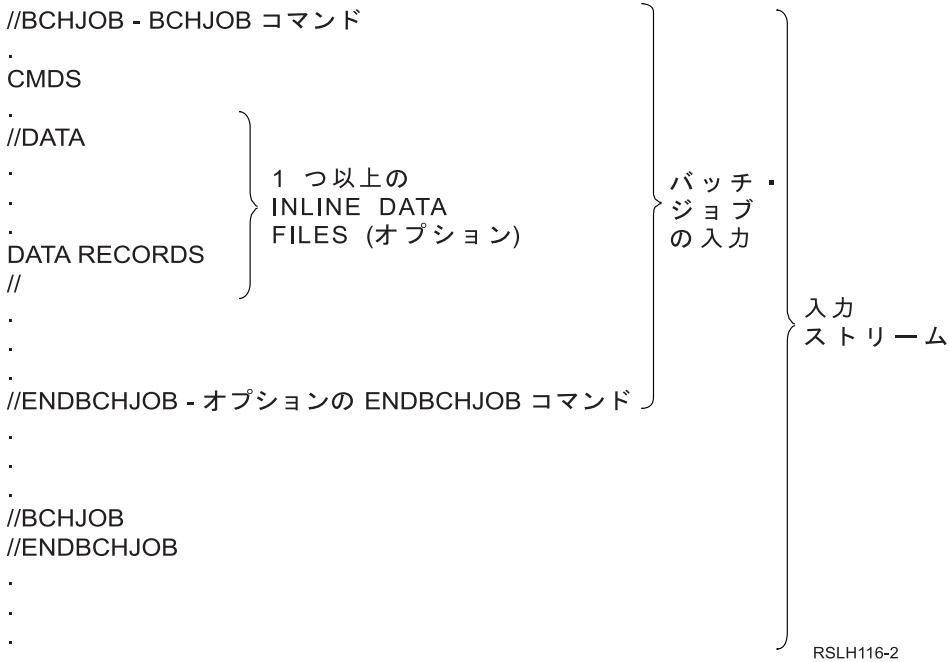 //BCHJOB - BCHJOB コマンド
.
CMDS
.
//DATA
.
.
.
DATA RECORDS
//
.
.
.
//ENDBCHJOB - オプションの ENDBCHJOB コマンド
.
.
.
//BCHJOB
//ENDBCHJOB
.
.
.
1 つ以上の
INLINE DATA
FILES (オプション)
バッチ・
ジョブ
の入力
入力
ストリーム
RSLH116-2